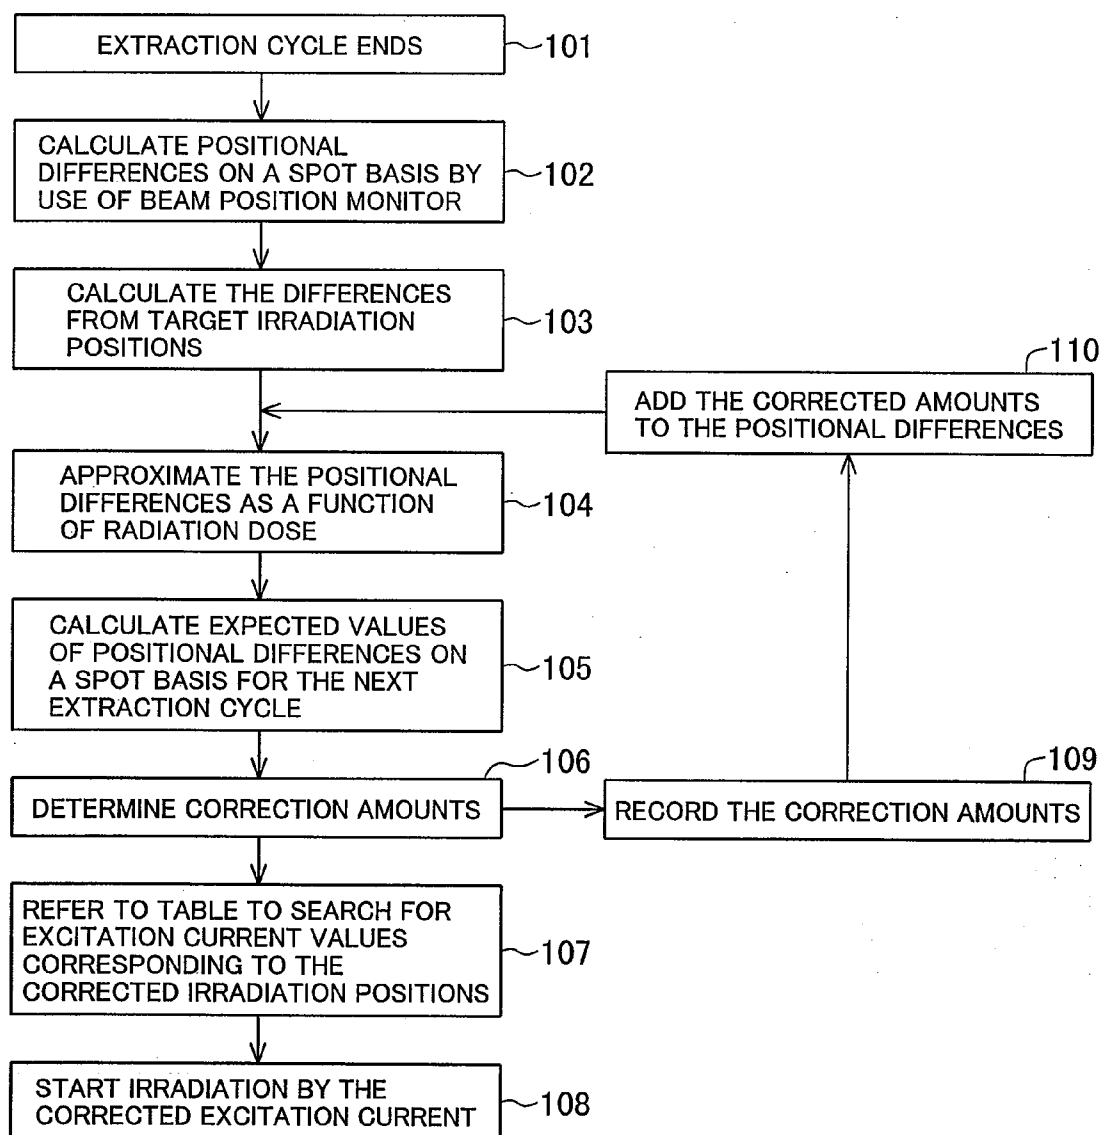 EXTRACTION CYCLE ENDS
101
CALCULATE POSITIONAL
DIFFERENCES ON A SPOT BASIS BY
USE OF BEAM POSITION MONITOR
102
CALCULATE THE DIFFERENCES
FROM TARGET IRRADIATION
POSITIONS
103
110
ADD THE CORRECTED AMOUNTS
TO THE POSITIONAL DIFFERENCES
APPROXIMATE THE POSITIONAL
DIFFERENCES AS A FUNCTION
OF RADIATION DOSE
104
CALCULATE EXPECTED VALUES
OF POSITIONAL DIFFERENCES ON
A SPOT BASIS FOR THE NEXT
EXTRACTION CYCLE
105
106
DETERMINE CORRECTION AMOUNTS
109
RECORD THE CORRECTION AMOUNTS
REFER TO TABLE TO SEARCH FOR
EXCITATION CURRENT VALUES
CORRESPONDING TO THE
CORRECTED IRRADIATION POSITIONS
107
START IRRADIATION BY THE
CORRECTED EXCITATION CURRENT
108